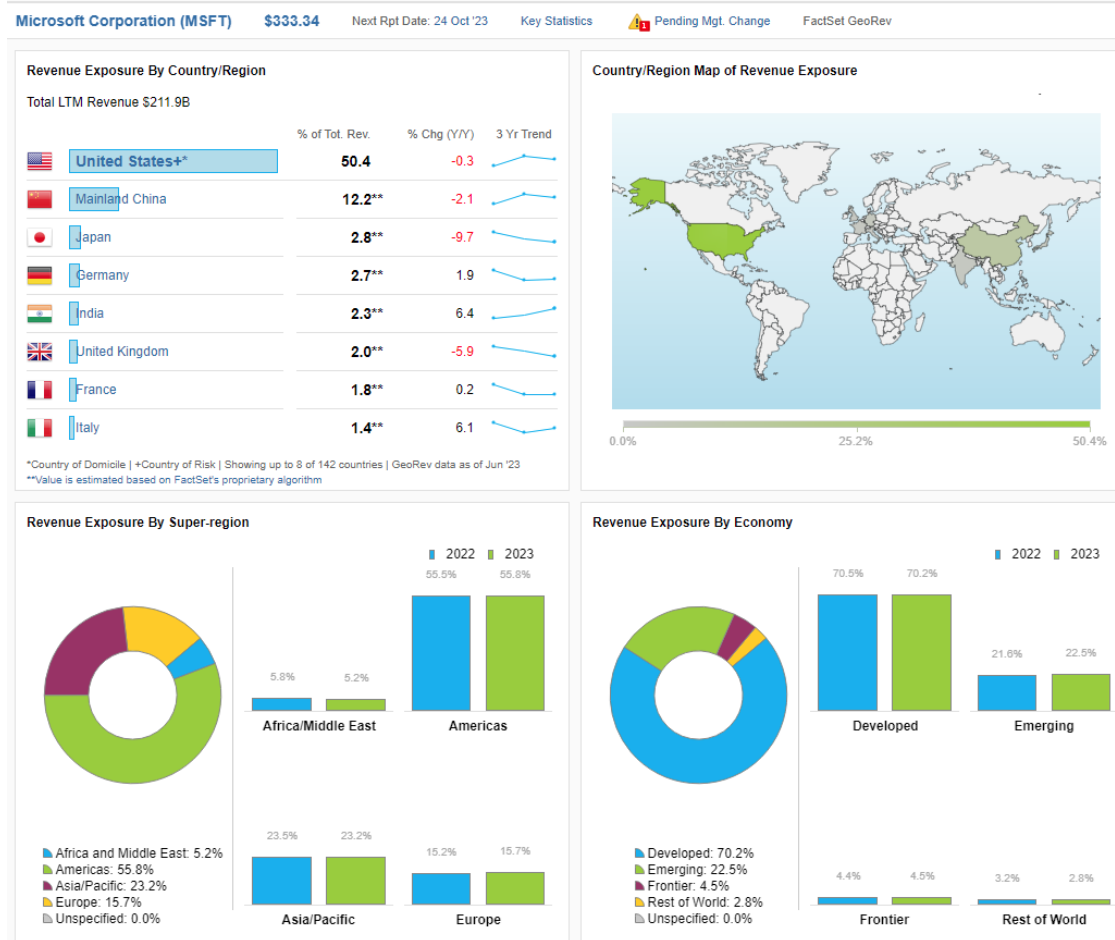 Microsoft Corporation (MSFT) $333.34 Next Rpt Date: 24 Oct '23 Key Statistics 1 Pending Mgt. Change FactSet GeoRev
Revenue Exposure By Country/Region
Total LTM Revenue $211.9B
% of Tot. Rev. % Chg (Y/Y) 3 Yr Trend
United States+* 50.4 -0.3
Mainland China 12.2** -2.1
Japan 2.8** -9.7
Germany 2.7** 1.9
India 2.3** 6.4
United Kingdom 2.0** -5.9
France 1.8** 0.2
Italy 1.4** 6.1
*Country of Domicile | +Country of Risk | Showing up to 8 of 142 countries | GeoRev data as of Jun '23
**Value is estimated based on FactSet's proprietary algorithm
Country/Region Map of Revenue Exposure
0.0% 25.2% 50.4%
Revenue Exposure By Super-region
2022 2023
55.5% 55.8%
5.8% 5.2%
Africa/Middle East Americas
23.5% 23.2% 15.2% 15.7%
Asia/Pacific Europe
Africa and Middle East: 5.2%
Americas: 55.8%
Asia/Pacific: 23.2%
Europe: 15.7%
Unspecified: 0.0%
Revenue Exposure By Economy
2022 2023
70.5% 70.2%
21.6% 22.5%
Developed Emerging
4.4% 4.5% 3.2% 2.8%
Frontier Rest of World
Developed: 70.2%
Emerging: 22.5%
Frontier: 4.5%
Rest of World: 2.8%
Unspecified: 0.0%